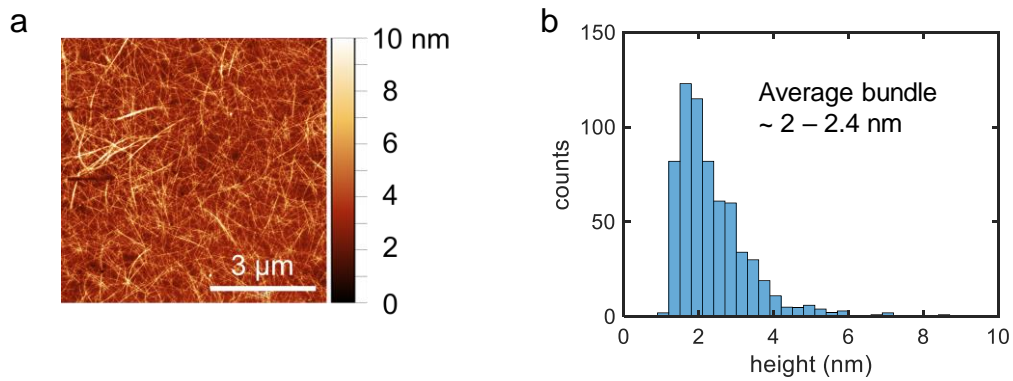 a
10 nm
8
6
4
2
0
3 µm
b
150
100
50
0
counts
Average bundle
~ 2 – 2.4 nm
0 2 4 6 8 10
height (nm)